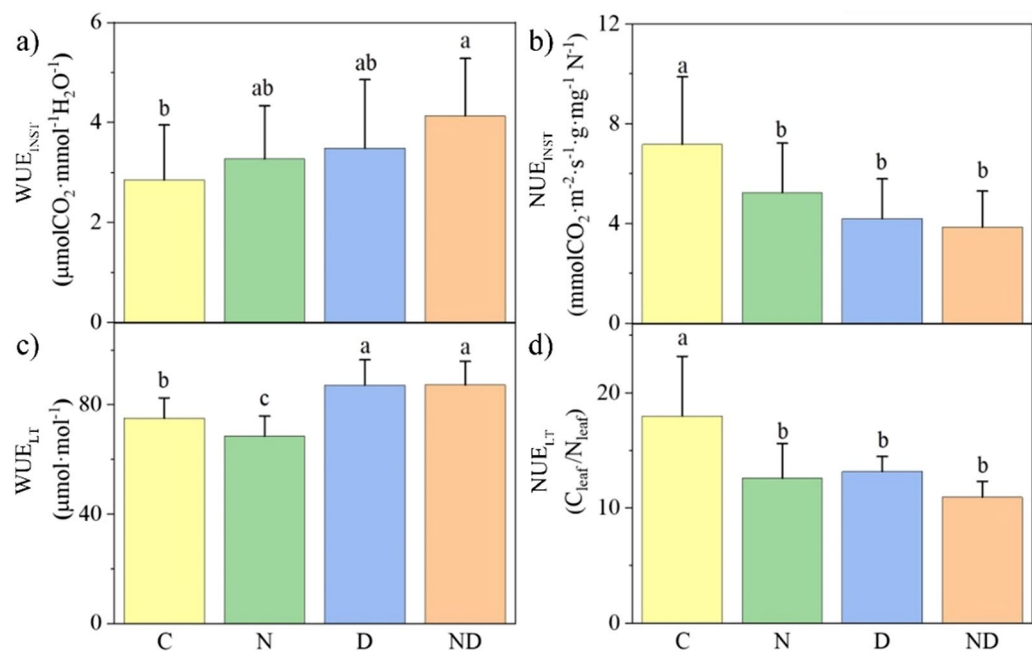 a)
WUE_INST
(μmolCO₂·mmol⁻¹H₂O⁻¹)
6
4
2
0
b
ab
ab
a
b)
NUE_INST
(mmolCO₂·m⁻²·s⁻¹·g·mg⁻¹ N⁻¹)
12
8
4
0
a
b
b
b
c)
WUE_LT
(μmol·mol⁻¹)
80
40
0
b
c
a
a
C N D ND
d)
NUE_LT
(C_leaf/N_leaf)
20
10
0
a
b
b
b
C N D ND